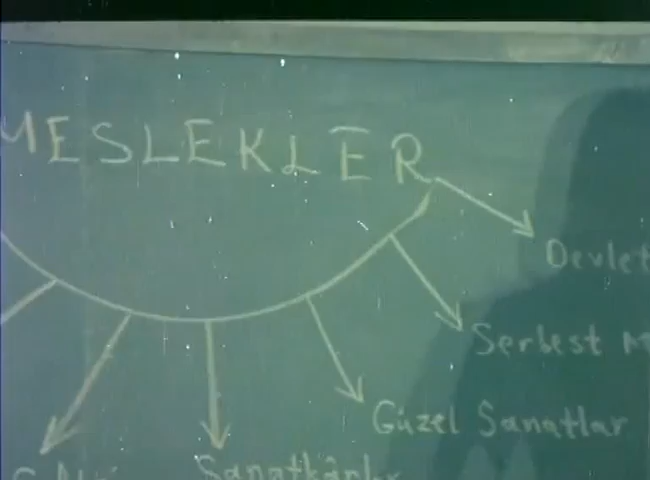 MESLEKLER
Devlet
Serbest M
Güzel Sanatlar
Sanatkârlar